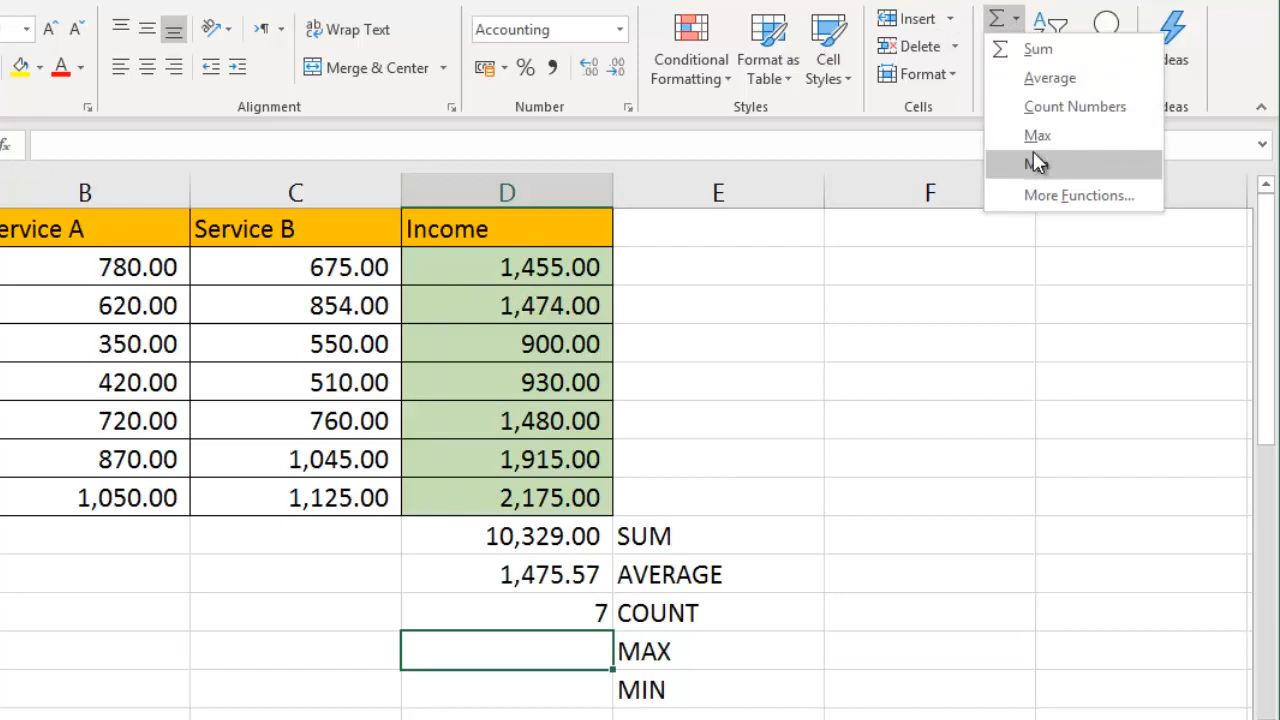 Wrap Text
Merge & Center
Alignment
Accounting
%
Number
Conditional
Formatting
Format as
Table
Cell
Styles
Styles
Insert
Delete
Format
Cells
Sum
Average
Count Numbers
Max
More Functions...
deas
deas
fx
B C D E F
ervice A Service B Income
780.00 675.00 1,455.00
620.00 854.00 1,474.00
350.00 550.00 900.00
420.00 510.00 930.00
720.00 760.00 1,480.00
870.00 1,045.00 1,915.00
1,050.00 1,125.00 2,175.00
10,329.00 SUM
1,475.57 AVERAGE
7 COUNT
MAX
MIN